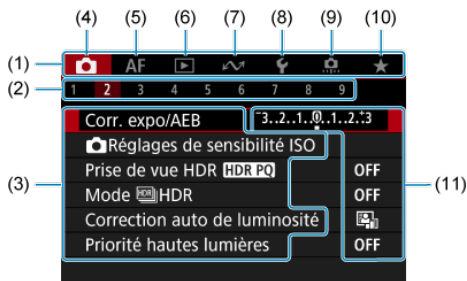 (4) (5) (6) (7) (8) (9) (10)
(1) AF
(2) 1 2 3 4 5 6 7 8 9
Corr. expo/AEB -3..2..1..0..1..2.+3
Réglages de sensibilité ISO
Prise de vue HDR HDR PQ OFF
(3) Mode HDR OFF (11)
Correction auto de luminosité
Priorité hautes lumières OFF